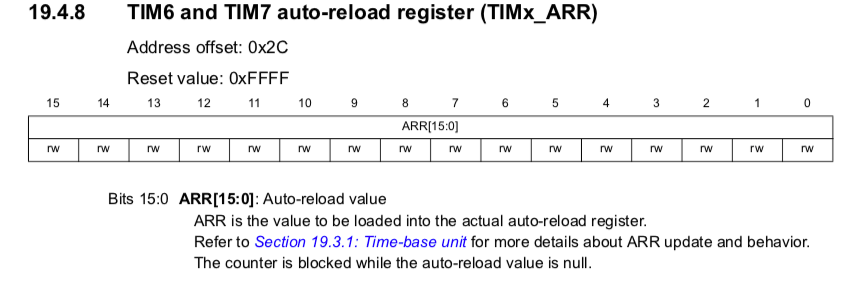 19.4.8 TIM6 and TIM7 auto-reload register (TIMx_ARR)
Address offset: 0x2C
Reset value: 0xFFFF
15 14 13 12 11 10 9 8 7 6 5 4 3 2 1 0
ARR[15:0]
rw rw rw rw rw rw rw rw rw rw rw rw rw rw rw rw
Bits 15:0 ARR[15:0]: Auto-reload value
ARR is the value to be loaded into the actual auto-reload register.
Refer to Section 19.3.1: Time-base unit for more details about ARR update and behavior.
The counter is blocked while the auto-reload value is null.